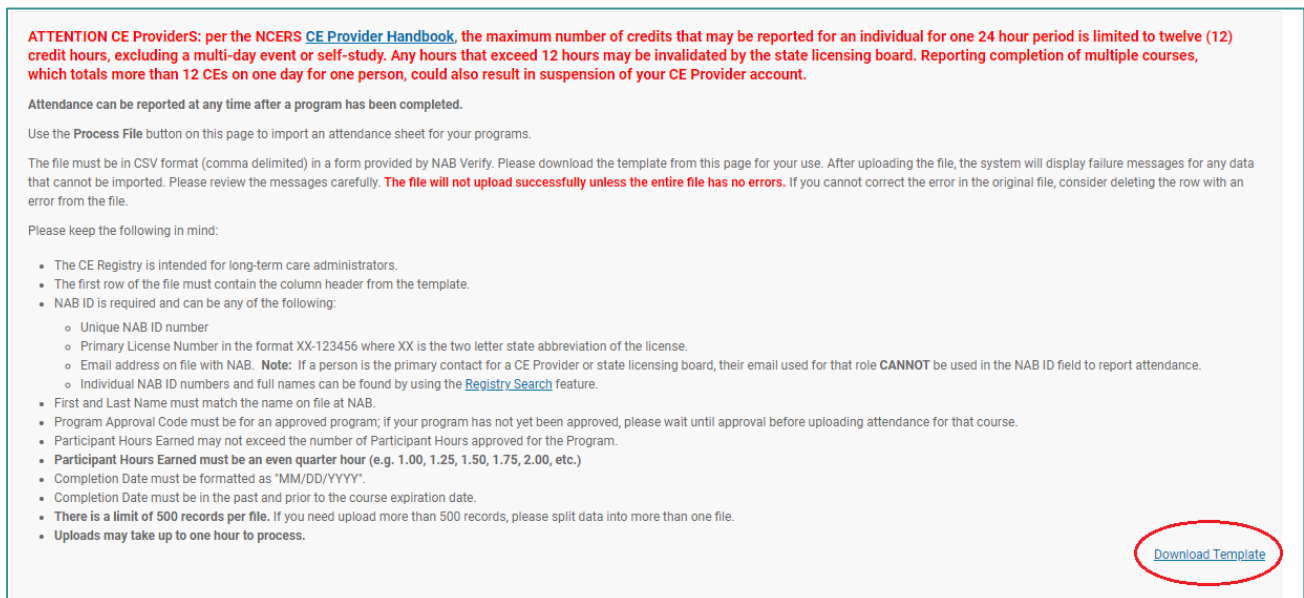 ATTENTION CE ProviderS: per the NCERS CE Provider Handbook, the maximum number of credits that may be reported for an individual for one 24 hour period is limited to twelve (12)
credit hours, excluding a multi-day event or self-study. Any hours that exceed 12 hours may be invalidated by the state licensing board. Reporting completion of multiple courses,
which totals more than 12 CEs on one day for one person, could also result in suspension of your CE Provider account.
Attendance can be reported at any time after a program has been completed.
Use the Process File button on this page to import an attendance sheet for your programs.
The file must be in CSV format (comma delimited) in a form provided by NAB Verify. Please download the template from this page for your use. After uploading the file, the system will display failure messages for any data
that cannot be imported. Please review the messages carefully. The file will not upload successfully unless the entire file has no errors. If you cannot correct the error in the original file, consider deleting the row with an
error from the file.
Please keep the following in mind:
• The CE Registry is intended for long-term care administrators.
• The first row of the file must contain the column header from the template.
• NAB ID is required and can be any of the following:
○ Unique NAB ID number
○ Primary License Number in the format XX-123456 where XX is the two letter state abbreviation of the license.
○ Email address on file with NAB. Note: If a person is the primary contact for a CE Provider or state licensing board, their email used for that role CANNOT be used in the NAB ID field to report attendance.
○ Individual NAB ID numbers and full names can be found by using the Registry Search feature.
• First and Last Name must match the name on file at NAB.
• Program Approval Code must be for an approved program; if your program has not yet been approved, please wait until approval before uploading attendance for that course.
• Participant Hours Earned may not exceed the number of Participant Hours approved for the Program.
• Participant Hours Earned must be an even quarter hour (e.g. 1.00, 1.25, 1.50, 1.75, 2.00, etc.)
• Completion Date must be formatted as "MM/DD/YYYY".
• Completion Date must be in the past and prior to the course expiration date.
• There is a limit of 500 records per file. If you need upload more than 500 records, please split data into more than one file.
• Uploads may take up to one hour to process.
Download Template